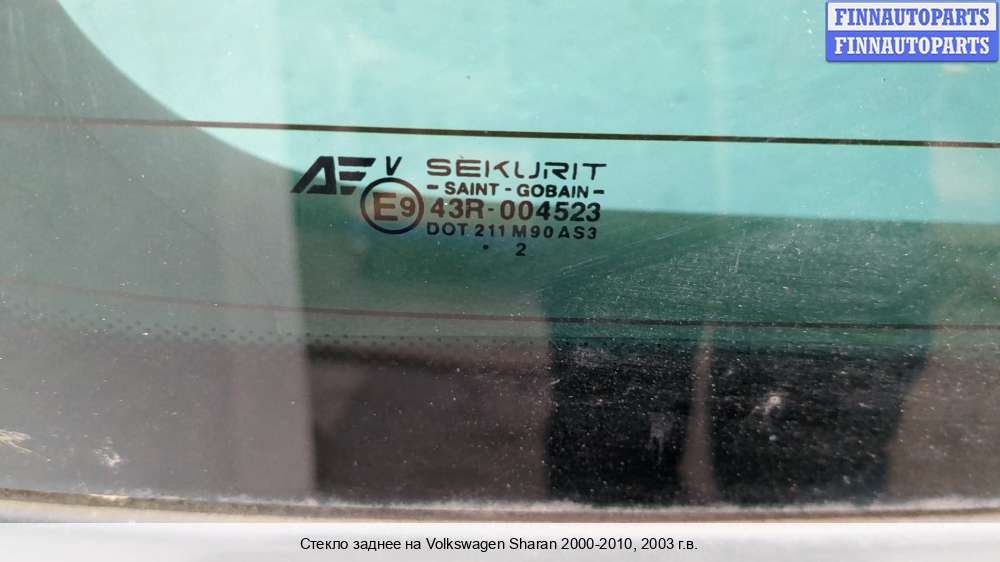 FINNAUTOPARTS
FINNAUTOPARTS
AE V SEKURIT
- SAINT - GOBAIN -
E9 43R-004523
DOT 211 M90 AS3
. 2
Стекло заднее на Volkswagen Sharan 2000-2010, 2003 г.в.